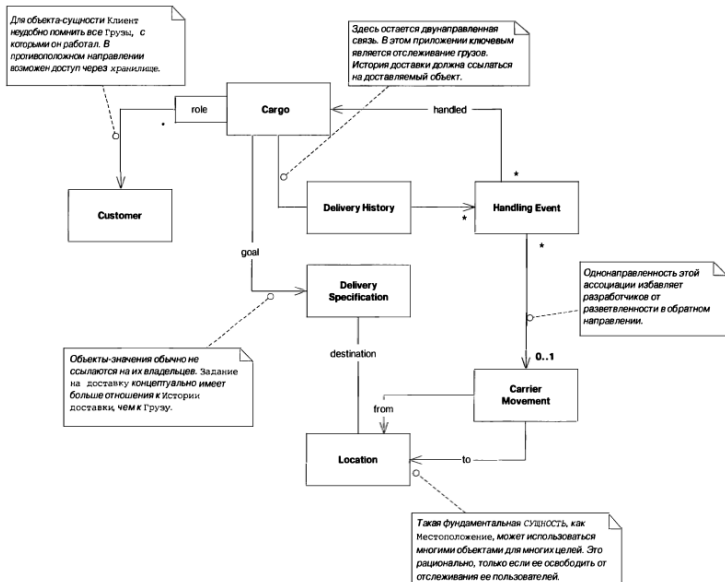 Для объекта-сущности Клиент
неудобно помнить все Грузы, с
которыми он работал. В
противоположном направлении
возможен доступ через хранилище.
Здесь остается двунаправленная
связь. В этом приложении ключевым
является отслеживание грузов.
История доставки должна ссылаться
на доставляемый объект.
role
Cargo
handled
*
Customer
Delivery History
*
*
Handling Event
*
goal
Delivery
Specification
Однонаправленность этой
ассоциации избавляет
разработчиков от
разветвленности в обратном
направлении.
destination
0..1
Объекты-значения обычно не
ссылаются на их владельцев. Задание
на доставку концептуально имеет
больше отношения к Истории
доставки, чем к Грузу.
Carrier
Movement
from
Location
to
Такая фундаментальная СУЩНОСТЬ, как
Местоположение, может использоваться
многими объектами для многих целей. Это
рационально, только если ее освободить от
отслеживания ее пользователей.